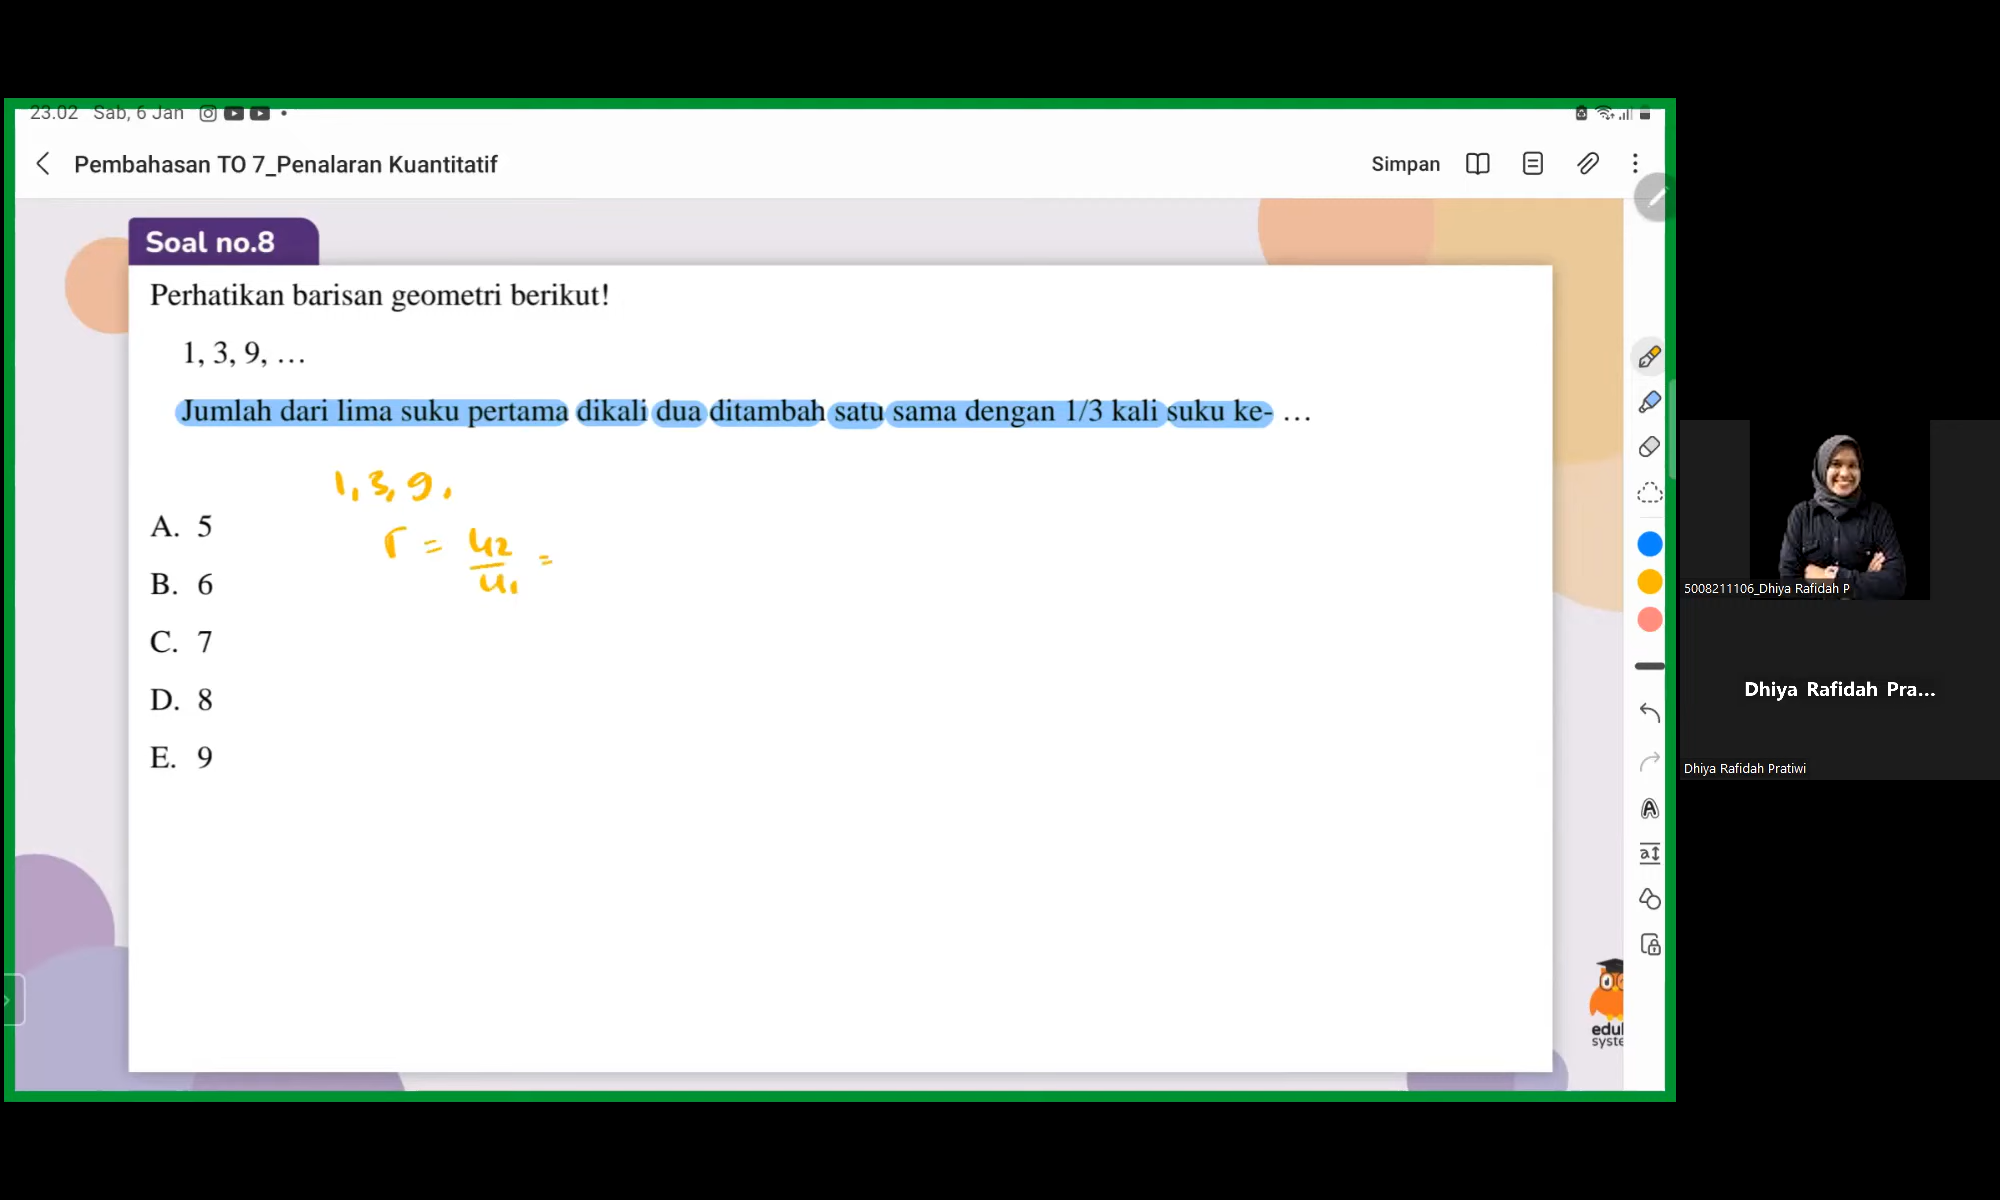 23.02 Sab, 6 Jan
Pembahasan TO 7_Penalaran Kuantitatif
Simpan
Soal no.8
Perhatikan barisan geometri berikut!
1, 3, 9, …
Jumlah dari lima suku pertama dikali dua ditambah satu sama dengan 1/3 kali suku ke- …
1, 3, 9,
r = u2/u1 =
A. 5
B. 6
C. 7
D. 8
E. 9
5008211106_Dhiya Rafidah P
Dhiya Rafidah Pra...
Dhiya Rafidah Pratiwi
A
a
edu
syste